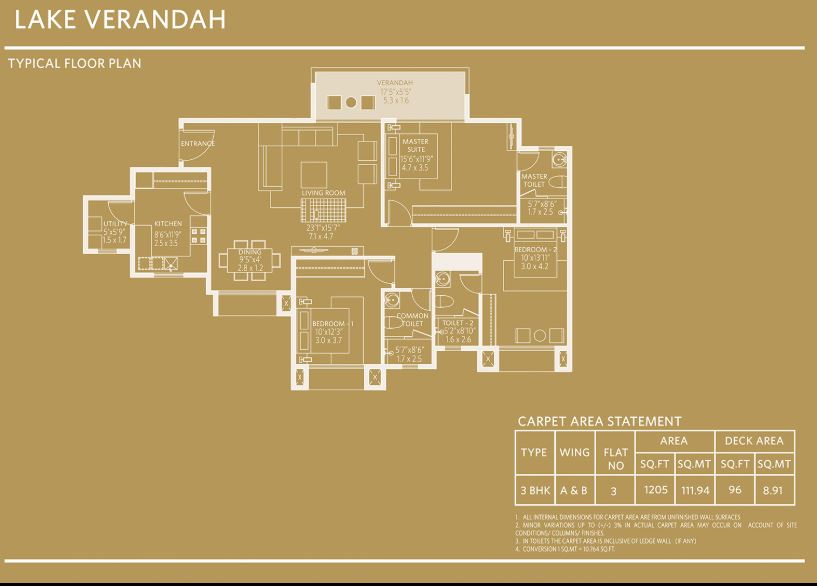 LAKE VERANDAH
TYPICAL FLOOR PLAN
VERANDAH
17'5"x5'5"
5.3 x 1.6
ENTRANCE
MASTER
SUITE
15'6"x11'9"
4.7 x 3.5
MASTER
TOILET
5'7"x8'6"
1.7 x 2.5
LIVING ROOM
23'1"x15'7"
7.1 x 4.7
UTILITY
5'x5'9"
1.5 x 1.7
KITCHEN
8'6"x11'9"
2.5 x 3.5
DINING
9'5"x4'
2.8 x 1.2
BEDROOM - 2
10'x13'11"
3.0 x 4.2
BEDROOM - 1
10'x12'3"
3.0 x 3.7
COMMON
TOILET
5'7"x8'6"
1.7 x 2.5
TOILET - 2
5'2"x8'10"
1.6 x 2.6
CARPET AREA STATEMENT
TYPE WING FLAT NO AREA DECK AREA
SQ.FT SQ.MT SQ.FT SQ.MT
3 BHK A & B 3 1205 111.94 96 8.91
1. ALL INTERNAL DIMENSIONS FOR CARPET AREA ARE FROM UNFINISHED WALL SURFACES
2. MINOR VARIATIONS UP TO (+/-) 3% IN ACTUAL CARPET AREA MAY OCCUR ON ACCOUNT OF SITE
CONDITIONS/ COLUMNS/ FINISHES.
3. IN TOILETS THE CARPET AREA IS INCLUSIVE OF LEDGE WALL (IF ANY)
4. CONVERSION 1 SQ.MT = 10.764 SQ.FT.